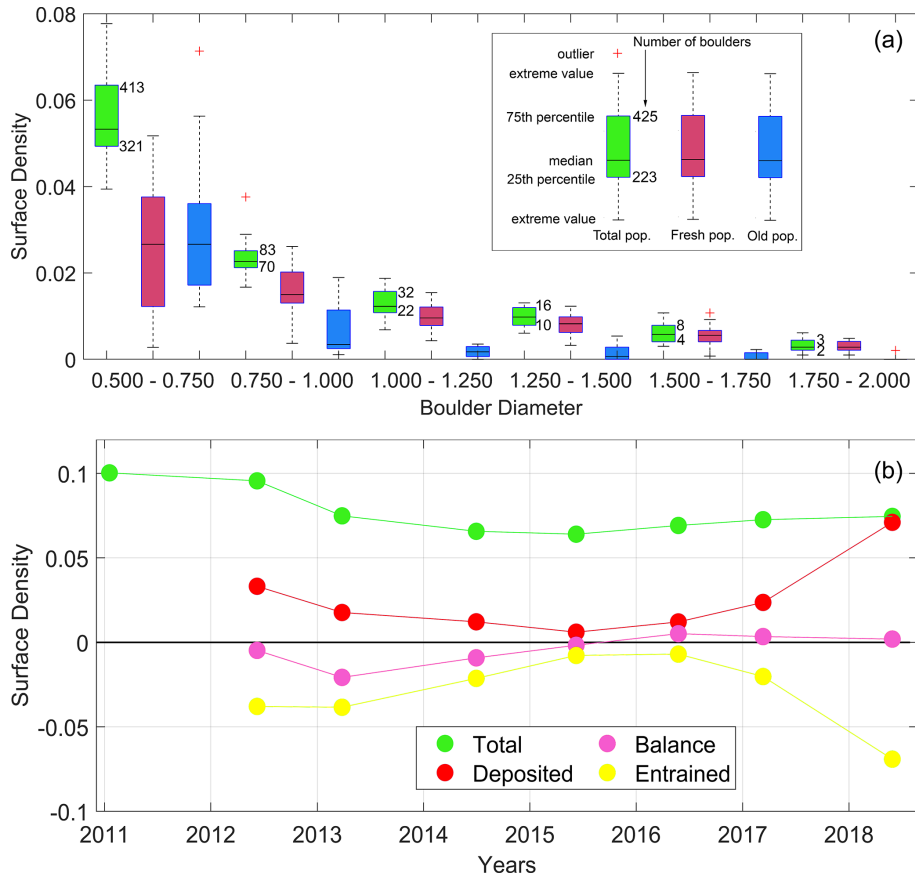 (a)
0.08
0.06
0.04
0.02
0
Surface Density
413
321
83
70
32
22
16
10
8
4
3
2
outlier
Number of boulders
extreme value
75th percentile
425
median
25th percentile
223
extreme value
Total pop. Fresh pop. Old pop.
0.500 - 0.750 0.750 - 1.000 1.000 - 1.250 1.250 - 1.500 1.500 - 1.750 1.750 - 2.000
Boulder Diameter
(b)
0.1
0.05
0
-0.05
-0.1
Surface Density
Total Balance
Deposited Entrained
2011 2012 2013 2014 2015 2016 2017 2018
Years